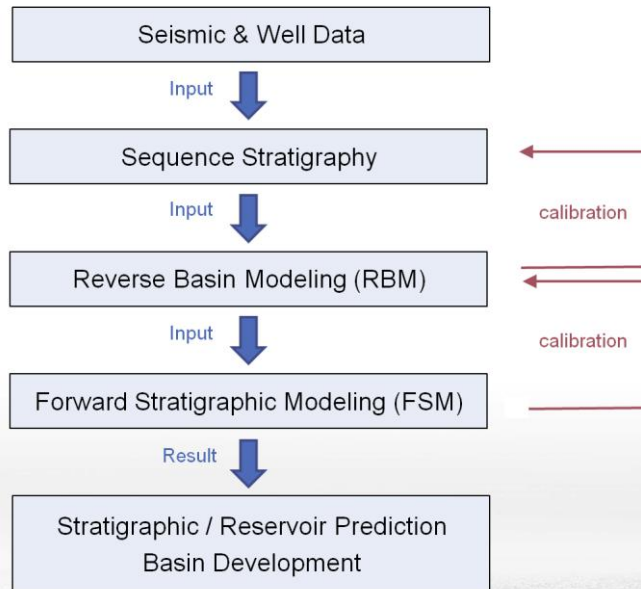 Seismic & Well Data
Input
Sequence Stratigraphy
Input
calibration
Reverse Basin Modeling (RBM)
Input
calibration
Forward Stratigraphic Modeling (FSM)
Result
Stratigraphic / Reservoir Prediction
Basin Development